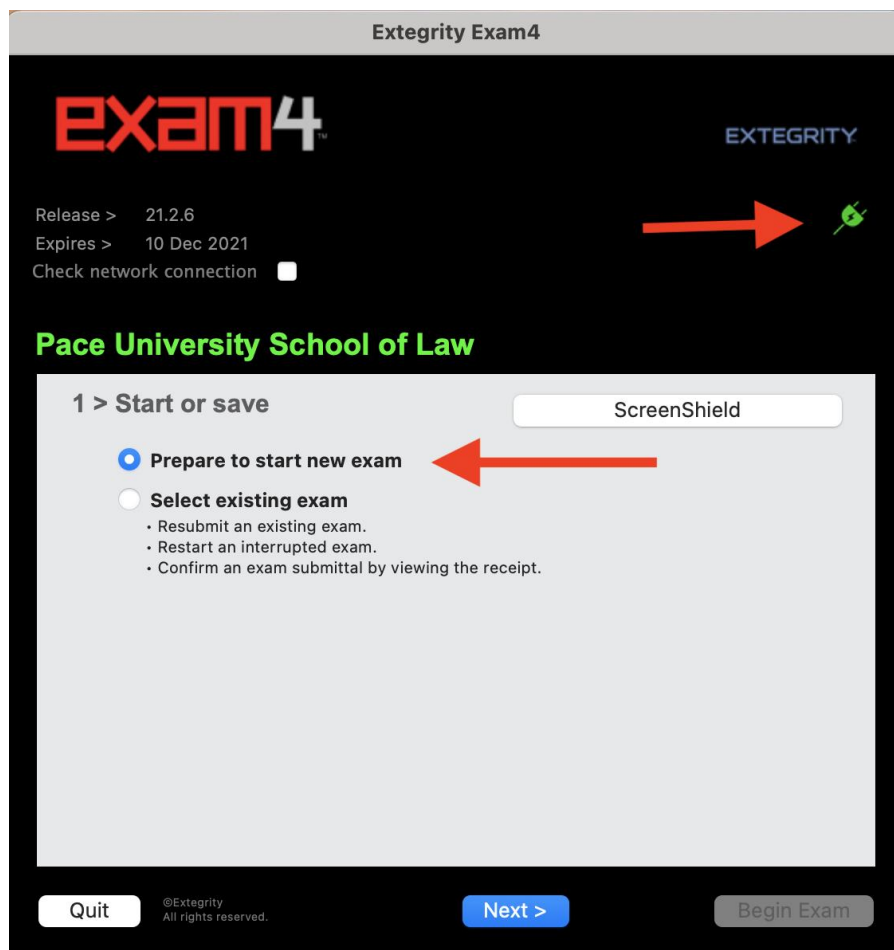 Extegrity Exam4
exam4™
EXTEGRITY
Release > 21.2.6
Expires > 10 Dec 2021
Check network connection
Pace University School of Law
1 > Start or save
ScreenShield
Prepare to start new exam
Select existing exam
• Resubmit an existing exam.
• Restart an interrupted exam.
• Confirm an exam submittal by viewing the receipt.
Quit
©Extegrity
All rights reserved.
Next >
Begin Exam